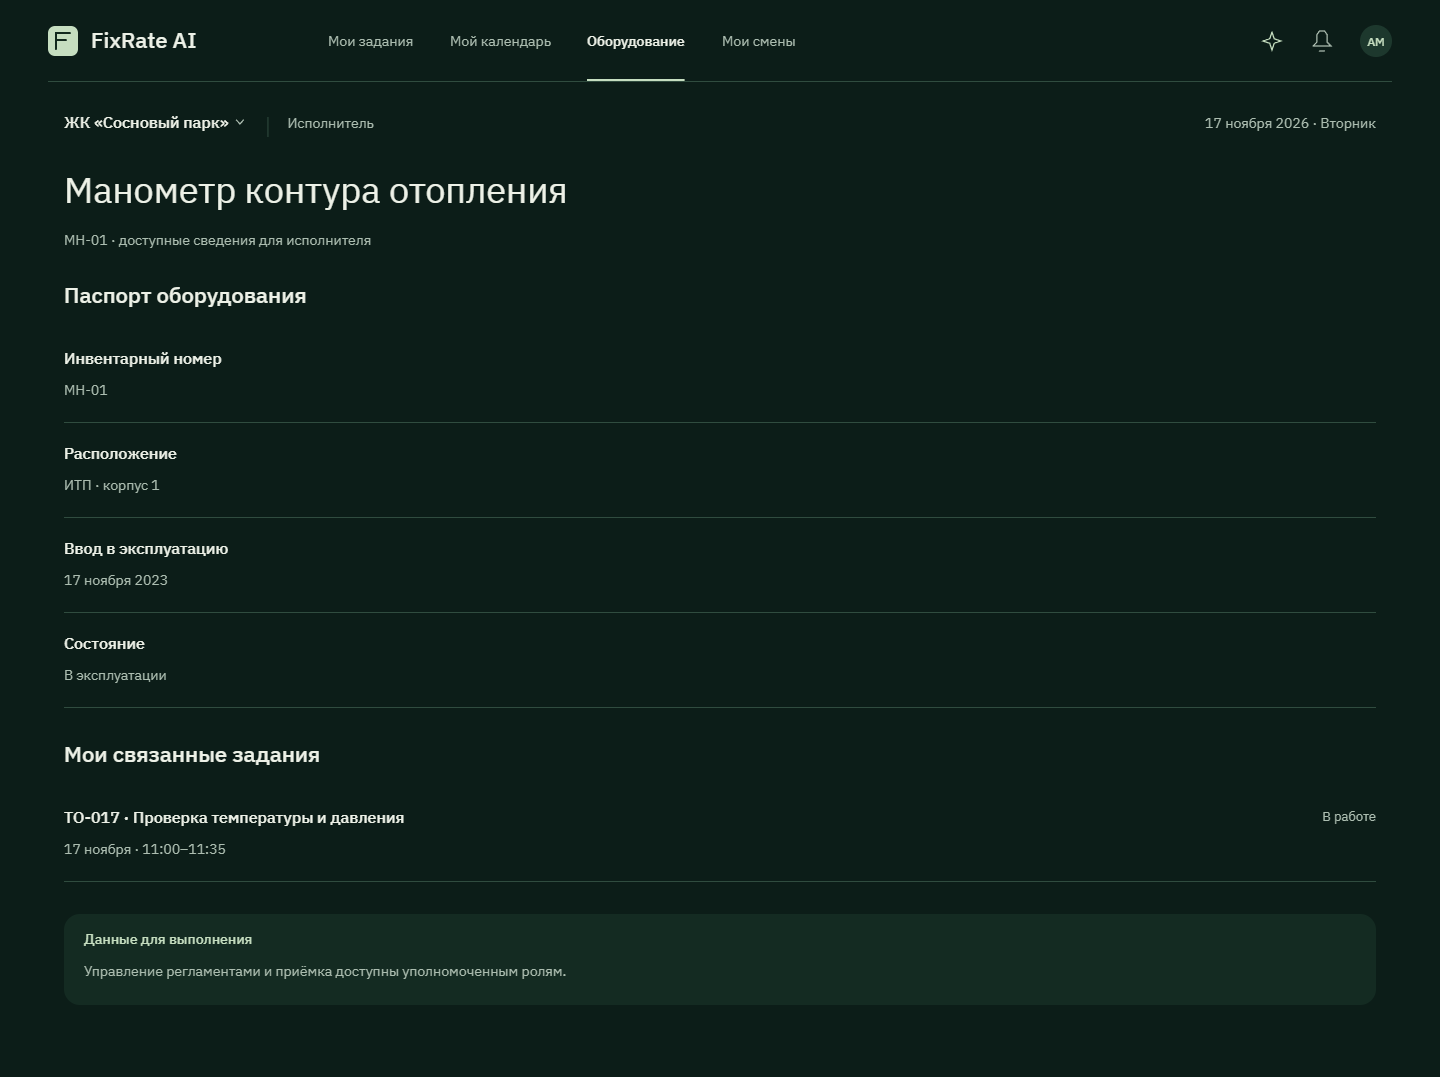 FixRate AI
Мои задания
Мой календарь
Оборудование
Мои смены
AM
ЖК «Сосновый парк»
Исполнитель
17 ноября 2026 · Вторник
Манометр контура отопления
МН-01 · доступные сведения для исполнителя
Паспорт оборудования
Инвентарный номер
МН-01
Расположение
ИТП · корпус 1
Ввод в эксплуатацию
17 ноября 2023
Состояние
В эксплуатации
Мои связанные задания
ТО-017 · Проверка температуры и давления
В работе
17 ноября · 11:00–11:35
Данные для выполнения
Управление регламентами и приёмка доступны уполномоченным ролям.